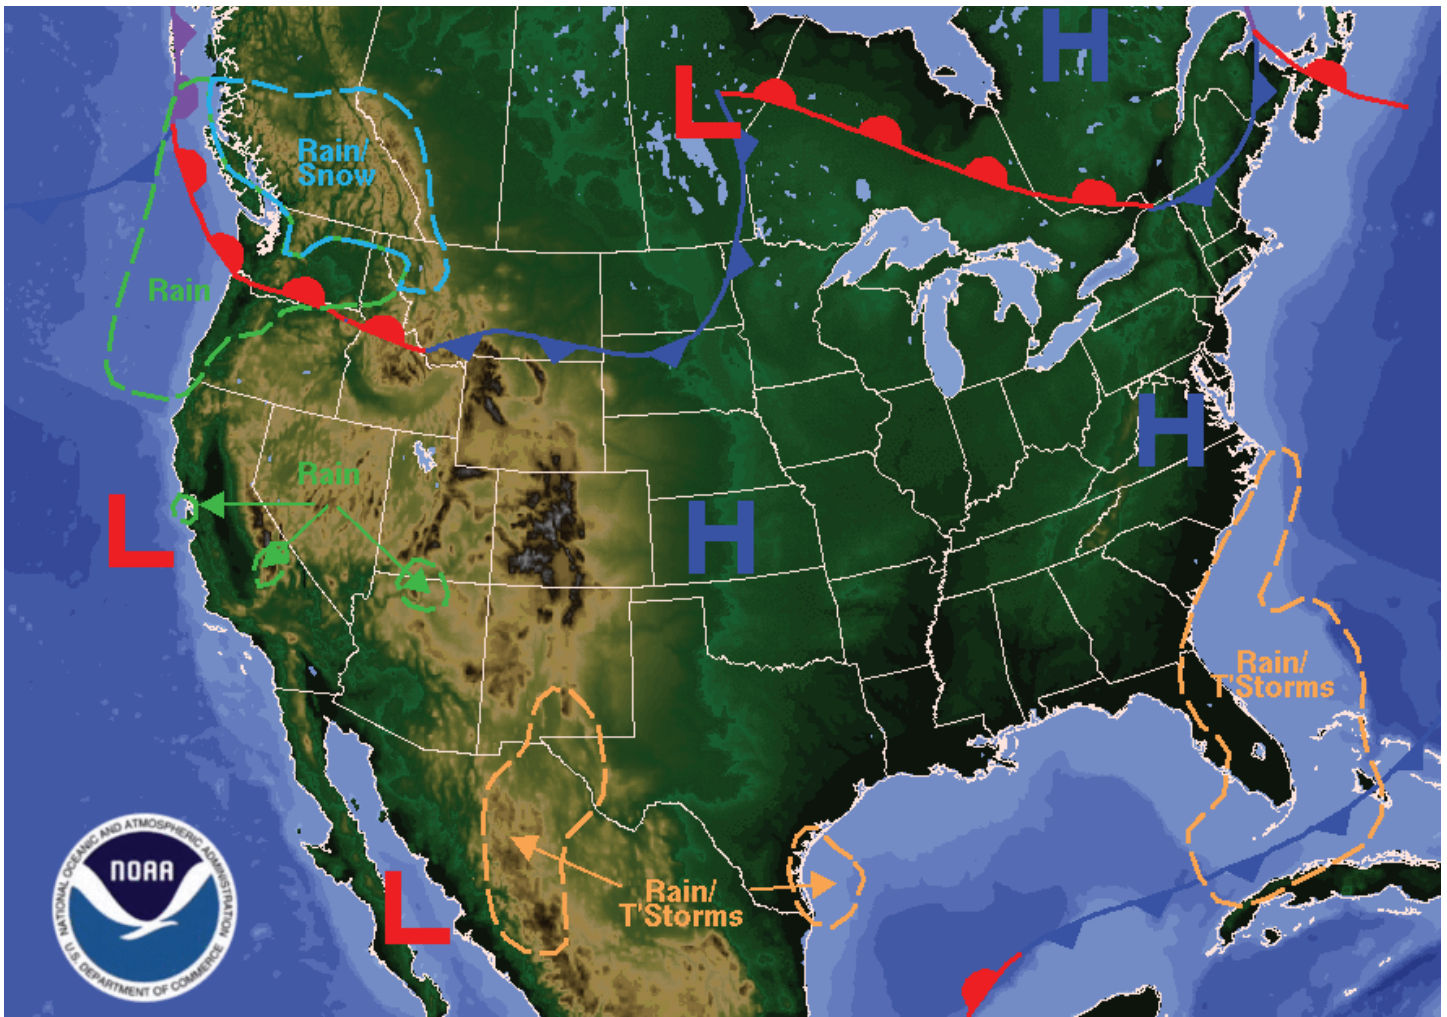 H
L
Rain/
Snow
Rain
H
Rain
L
H
Rain/
T'Storms
L
Rain/
T'Storms
NATIONAL OCEANIC AND ATMOSPHERIC ADMINISTRATION
NOAA
U.S. DEPARTMENT OF COMMERCE